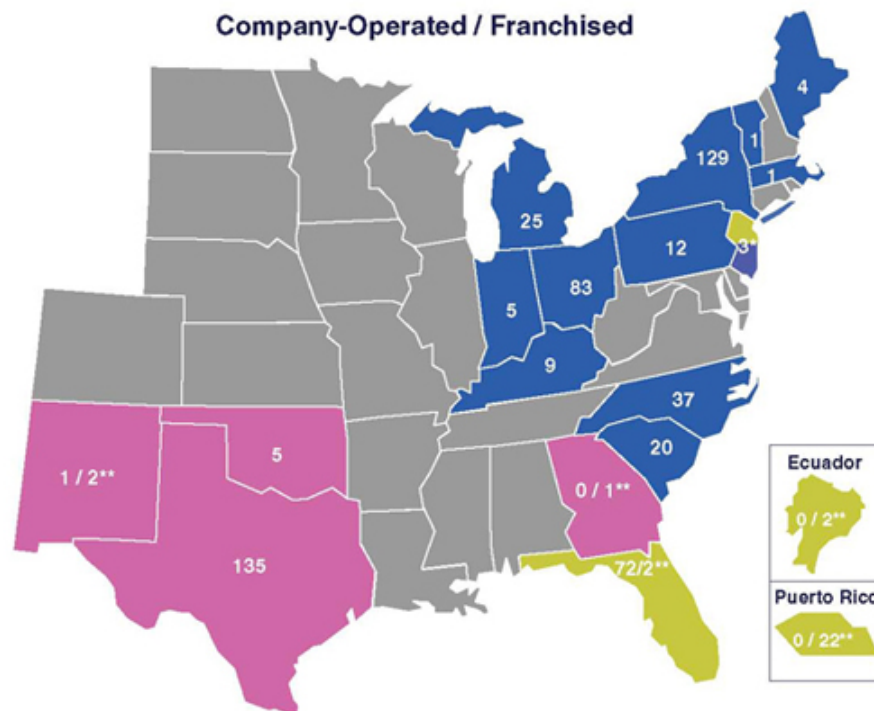 Company-Operated / Franchised
4
1
129
1
25
12
3*
83
5
9
37
20
5
1 / 2**
0 / 1**
135
72/2**
Ecuador
0 / 2**
Puerto Rico
0 / 22**